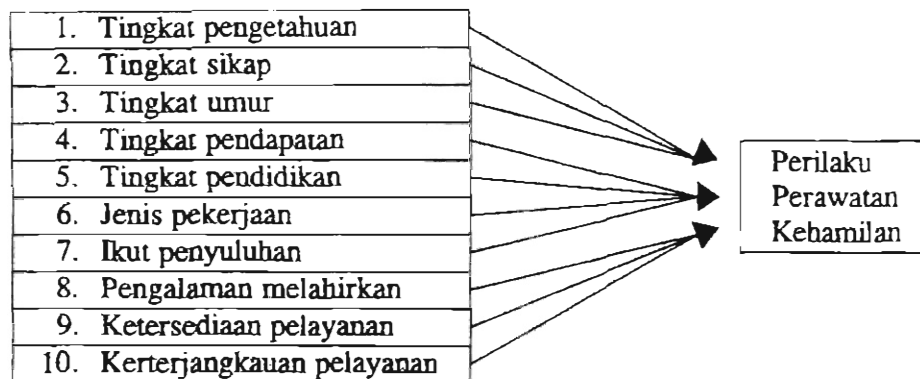 1. Tingkat pengetahuan
2. Tingkat sikap
3. Tingkat umur
4. Tingkat pendapatan
5. Tingkat pendidikan
6. Jenis pekerjaan
7. Ikut penyuluhan
8. Pengalaman melahirkan
9. Ketersediaan pelayanan
10. Kerterjangkauan pelayanan
Perilaku
Perawatan
Kehamilan